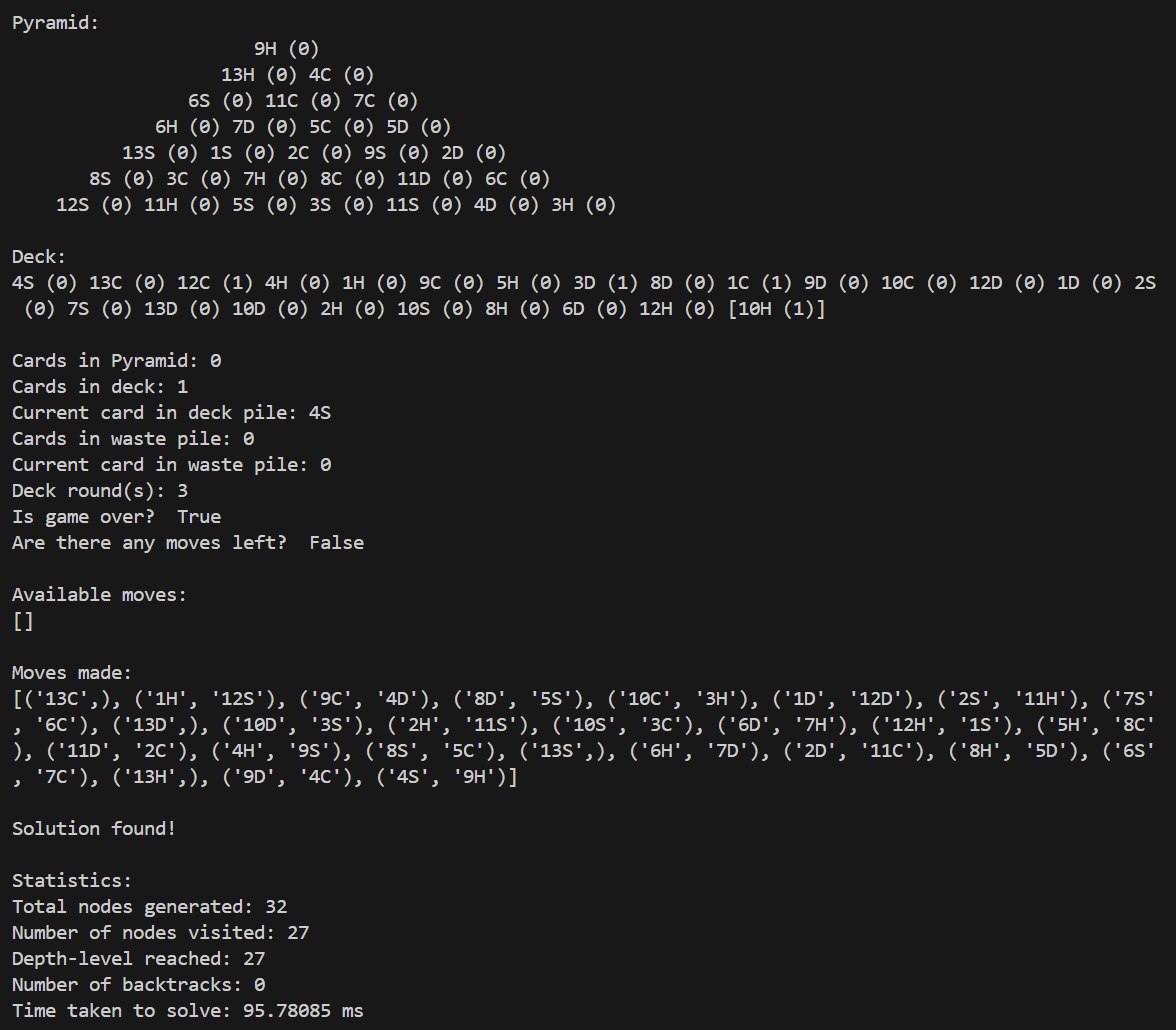 Pyramid:
9H (0)
13H (0) 4C (0)
6S (0) 11C (0) 7C (0)
6H (0) 7D (0) 5C (0) 5D (0)
13S (0) 1S (0) 2C (0) 9S (0) 2D (0)
8S (0) 3C (0) 7H (0) 8C (0) 11D (0) 6C (0)
12S (0) 11H (0) 5S (0) 3S (0) 11S (0) 4D (0) 3H (0)
Deck:
4S (0) 13C (0) 12C (1) 4H (0) 1H (0) 9C (0) 5H (0) 3D (1) 8D (0) 1C (1) 9D (0) 10C (0) 12D (0) 1D (0) 2S
(0) 7S (0) 13D (0) 10D (0) 2H (0) 10S (0) 8H (0) 6D (0) 12H (0) [10H (1)]
Cards in Pyramid: 0
Cards in deck: 1
Current card in deck pile: 4S
Cards in waste pile: 0
Current card in waste pile: 0
Deck round(s): 3
Is game over?  True
Are there any moves left?  False
Available moves:
[]
Moves made:
[('13C',), ('1H', '12S'), ('9C', '4D'), ('8D', '5S'), ('10C', '3H'), ('1D', '12D'), ('2S', '11H'), ('7S'
, '6C'), ('13D',), ('10D', '3S'), ('2H', '11S'), ('10S', '3C'), ('6D', '7H'), ('12H', '1S'), ('5H', '8C'
), ('11D', '2C'), ('4H', '9S'), ('8S', '5C'), ('13S',), ('6H', '7D'), ('2D', '11C'), ('8H', '5D'), ('6S'
, '7C'), ('13H',), ('9D', '4C'), ('4S', '9H')]
Solution found!
Statistics:
Total nodes generated: 32
Number of nodes visited: 27
Depth-level reached: 27
Number of backtracks: 0
Time taken to solve: 95.78085 ms